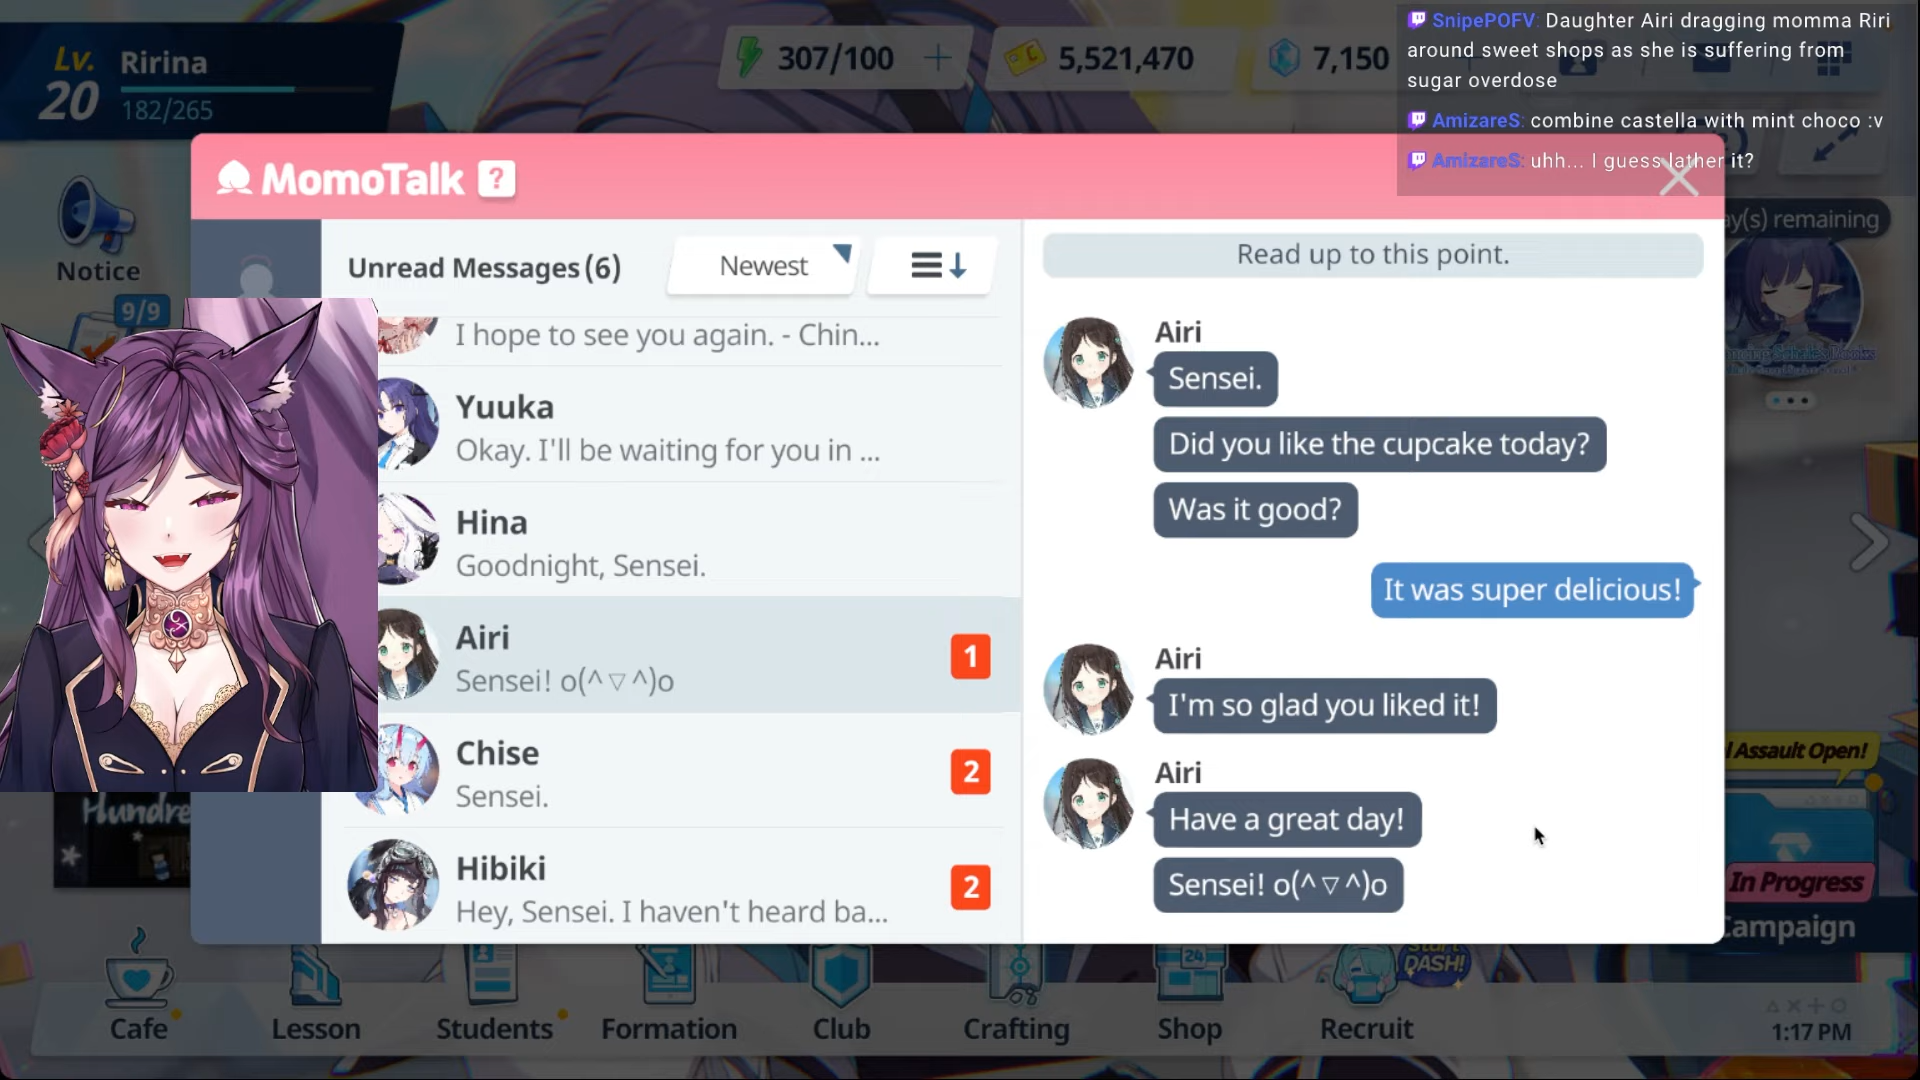 Lv.
20
Ririna
182/265
307/100
5,521,470
7,150
SnipePOFV: Daughter Airi dragging momma Riri
around sweet shops as she is suffering from
sugar overdose
AmizareS: combine castella with mint choco :v
AmizareS: uhh... I guess lather it?
MomoTalk ?
Notice
9/9
Unread Messages (6)
Newest
I hope to see you again. - Chin...
Yuuka
Okay. I'll be waiting for you in ...
Hina
Goodnight, Sensei.
Airi
Sensei! o(^▽^)o
1
Chise
Sensei.
2
Hibiki
Hey, Sensei. I haven't heard ba...
2
Read up to this point.
Airi
Sensei.
Did you like the cupcake today?
Was it good?
It was super delicious!
Airi
I'm so glad you liked it!
Airi
Have a great day!
Sensei! o(^▽^)o
remaining
Assault Open!
In Progress
Campaign
Cafe
Lesson
Students
Formation
Club
Crafting
24
Shop
DASH!
Recruit
1:17 PM